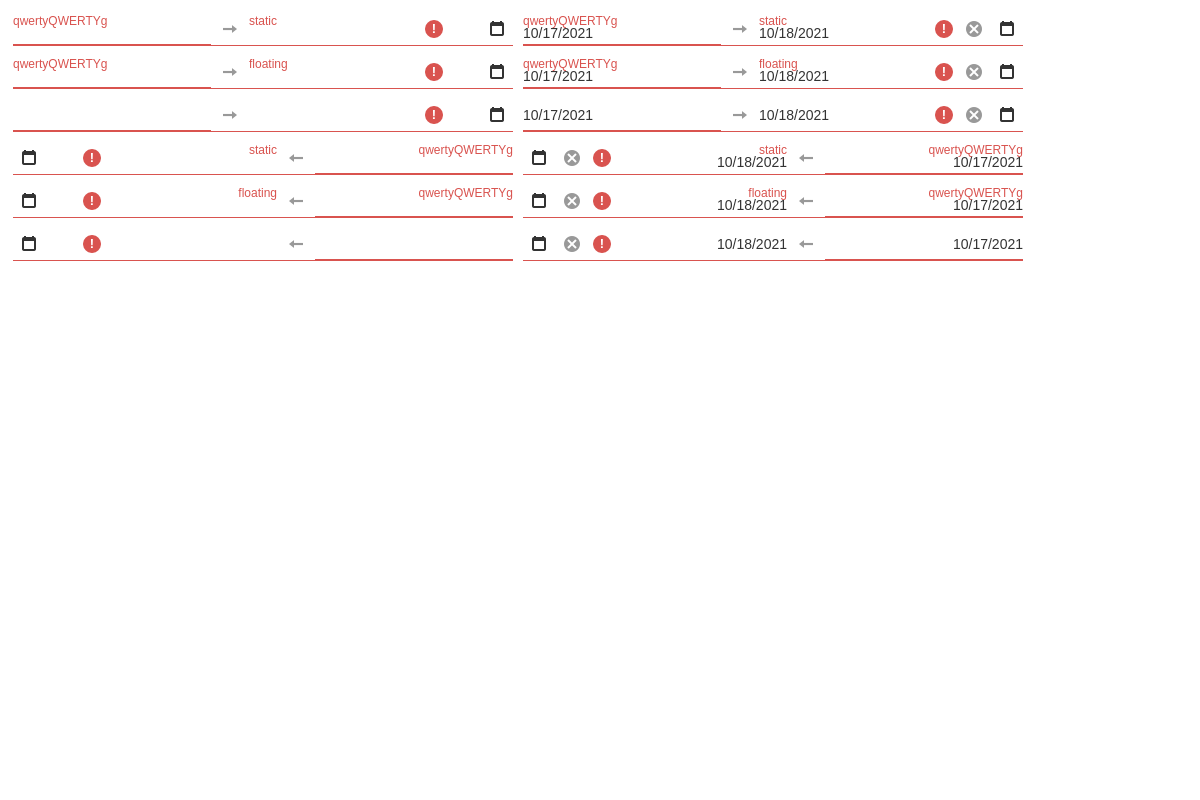 qwertyQWERTYg static qwertyQWERTYg static
10/17/2021 10/18/2021
qwertyQWERTYg floating qwertyQWERTYg floating
10/17/2021 10/18/2021
10/17/2021 10/18/2021
static qwertyQWERTYg static qwertyQWERTYg
10/18/2021 10/17/2021
floating qwertyQWERTYg floating qwertyQWERTYg
10/18/2021 10/17/2021
10/18/2021 10/17/2021